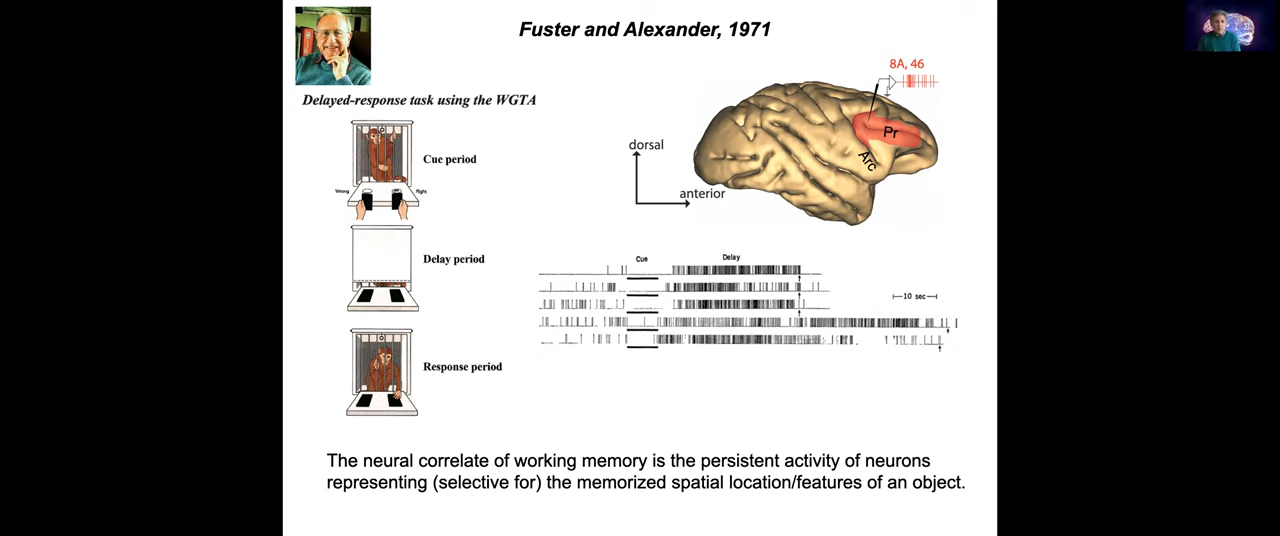 Fuster and Alexander, 1971
Delayed-response task using the WGTA
Cue period
Wrong
Right
Delay period
Response period
8A, 46
Pr
Arc
dorsal
anterior
Cue
Delay
10 sec
The neural correlate of working memory is the persistent activity of neurons
representing (selective for) the memorized spatial location/features of an object.